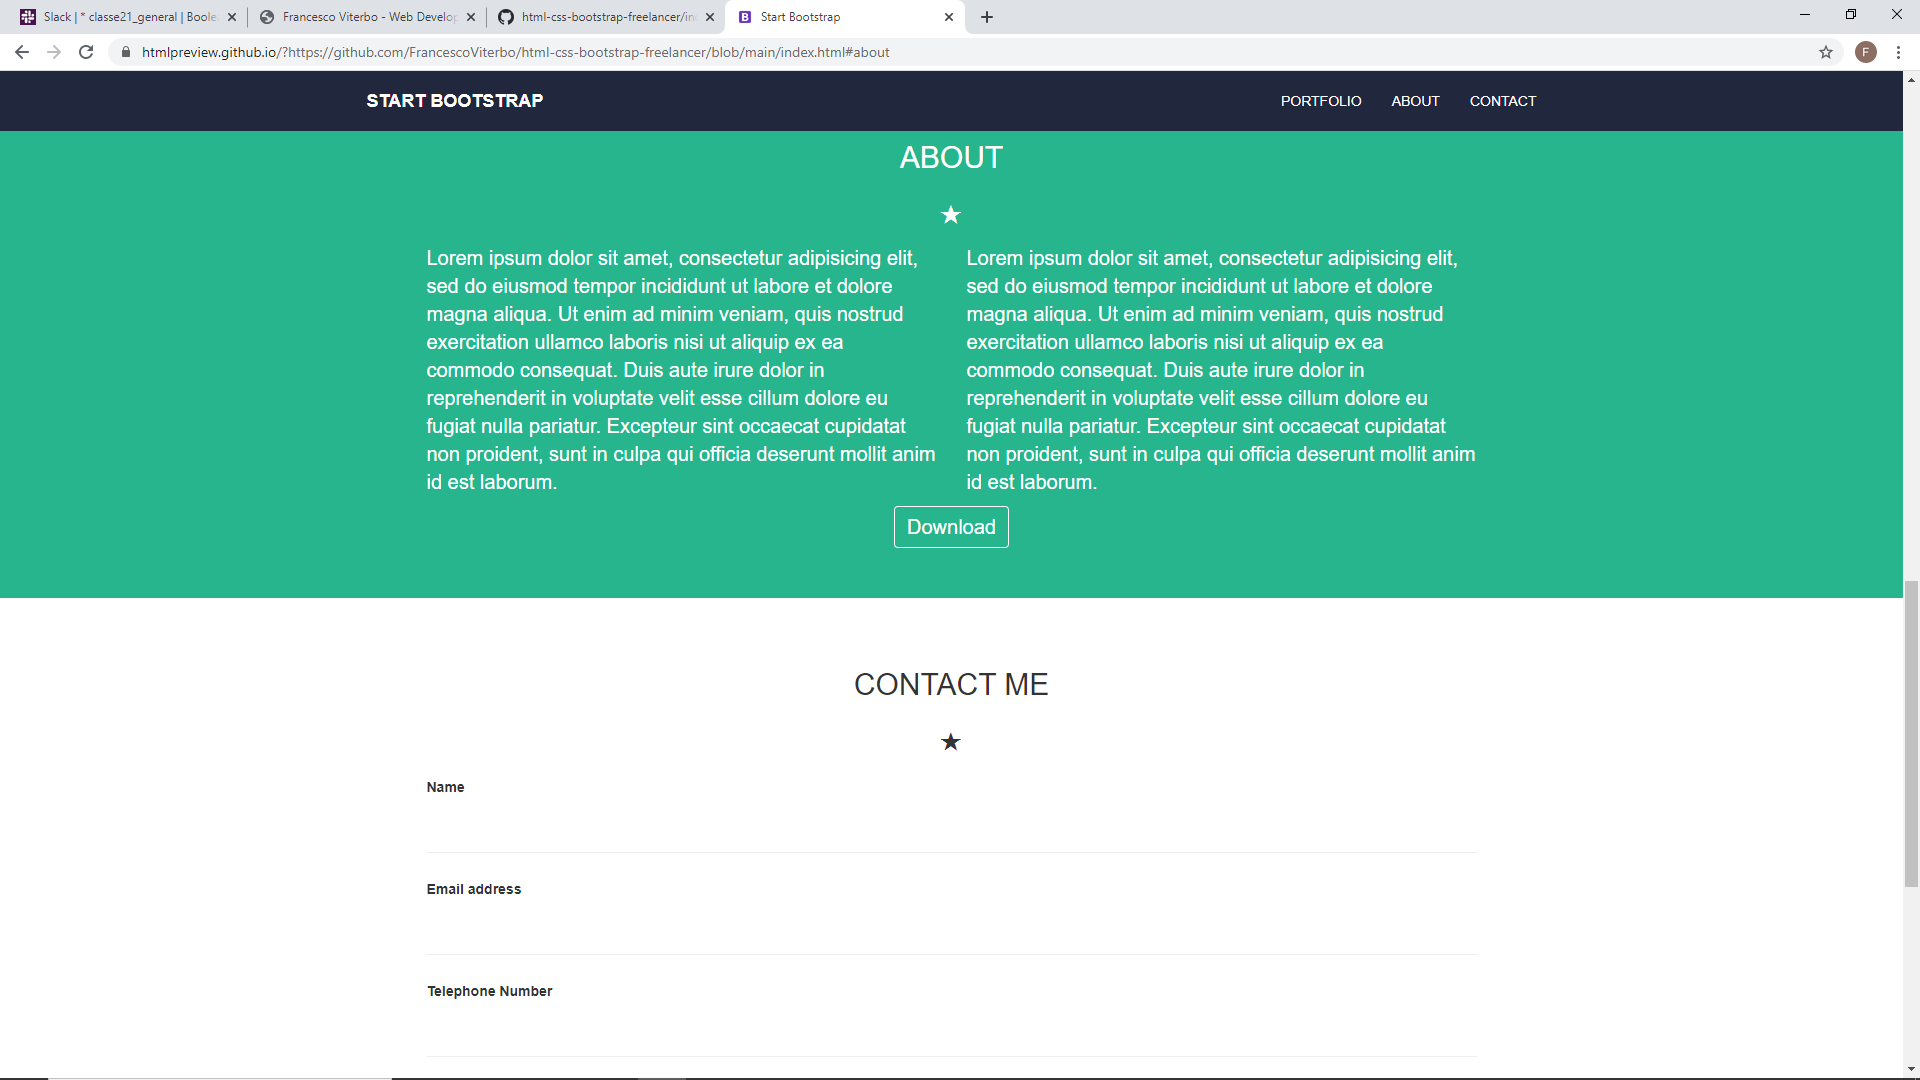 Slack | * classe21_general | Boole
Francesco Viterbo - Web Develop
html-css-bootstrap-freelancer/in
Start Bootstrap
htmlpreview.github.io/?https://github.com/FrancescoViterbo/html-css-bootstrap-freelancer/blob/main/index.html#about
F
START BOOTSTRAP
PORTFOLIO
ABOUT
CONTACT
ABOUT
Lorem ipsum dolor sit amet, consectetur adipisicing elit,
sed do eiusmod tempor incididunt ut labore et dolore
magna aliqua. Ut enim ad minim veniam, quis nostrud
exercitation ullamco laboris nisi ut aliquip ex ea
commodo consequat. Duis aute irure dolor in
reprehenderit in voluptate velit esse cillum dolore eu
fugiat nulla pariatur. Excepteur sint occaecat cupidatat
non proident, sunt in culpa qui officia deserunt mollit anim
id est laborum.
Lorem ipsum dolor sit amet, consectetur adipisicing elit,
sed do eiusmod tempor incididunt ut labore et dolore
magna aliqua. Ut enim ad minim veniam, quis nostrud
exercitation ullamco laboris nisi ut aliquip ex ea
commodo consequat. Duis aute irure dolor in
reprehenderit in voluptate velit esse cillum dolore eu
fugiat nulla pariatur. Excepteur sint occaecat cupidatat
non proident, sunt in culpa qui officia deserunt mollit anim
id est laborum.
Download
CONTACT ME
Name
Email address
Telephone Number